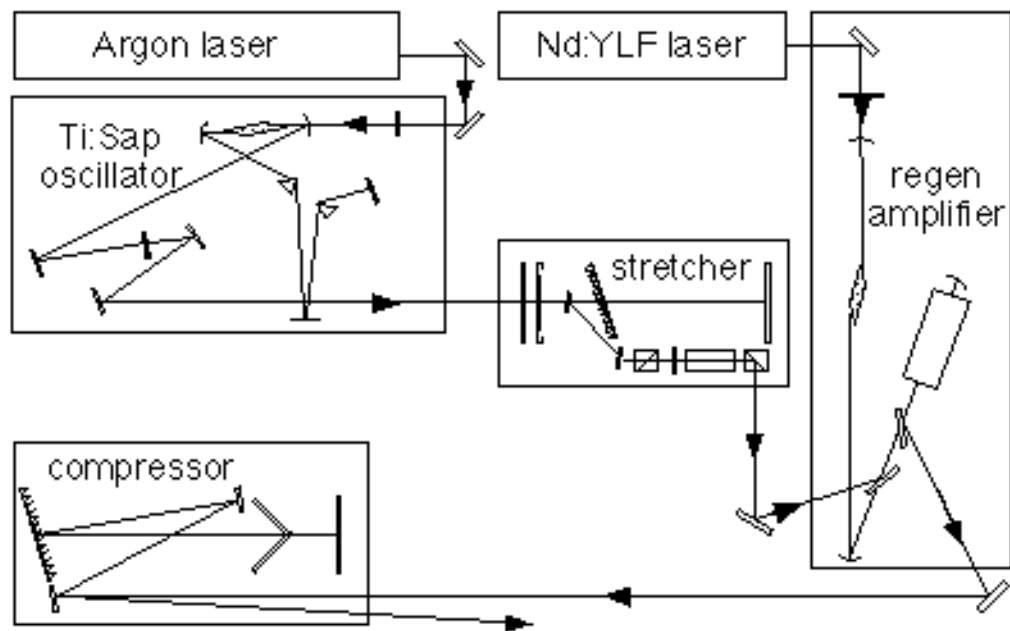 Argon laser
Nd:YLF laser
Ti:Sap
oscillator
regen
amplifier
stretcher
compressor